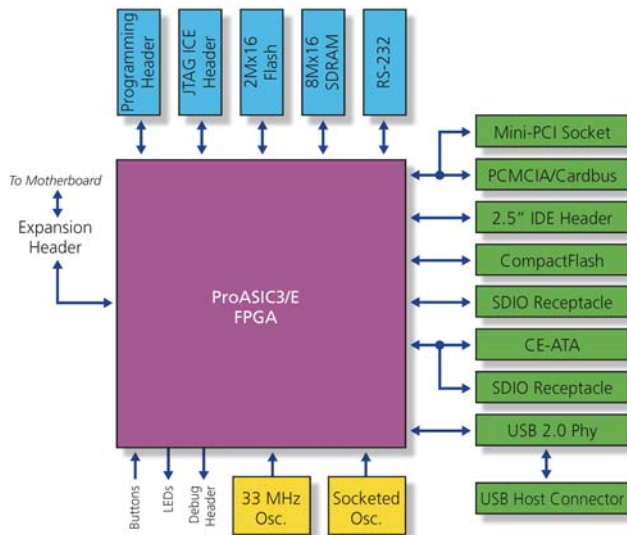 Programming
Header
JTAG ICE
Header
2Mx16
Flash
8Mx16
SDRAM
RS-232
Mini-PCI Socket
PCMCIA/Cardbus
2.5" IDE Header
CompactFlash
SDIO Receptacle
CE-ATA
SDIO Receptacle
USB 2.0 Phy
USB Host Connector
To Motherboard
Expansion
Header
ProASIC3/E
FPGA
Buttons
LEDs
Debug
Header
33 MHz
Osc.
Socketed
Osc.